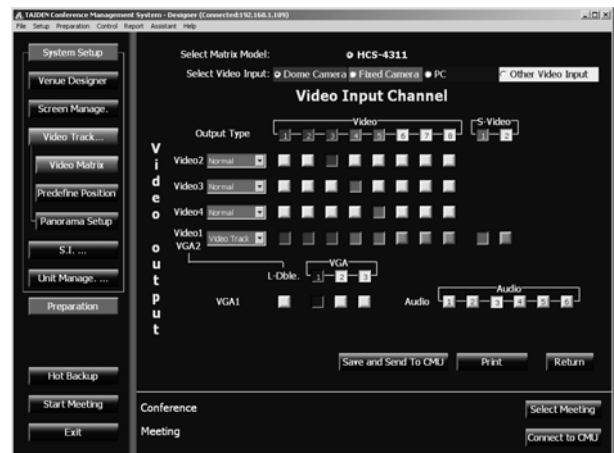 TAIDEN Conference Management System - Designer (Connected:192.168.1.109)
File Setup Preparation Control Report Assistant Help
System Setup
Venue Designer
Screen Manage.
Video Track...
Video Matrix
Predefine Position
Panorama Setup
S.I. ...
Unit Manage. ...
Preparation
Hot Backup
Start Meeting
Exit
Select Matrix Model: HCS-4311
Select Video Input: Dome Camera Fixed Camera PC Other Video Input
Video Input Channel
Video S-Video
Output Type 1 2 3 4 5 6 7 8 1 2
Video output
Video2 Normal
Video3 Normal
Video4 Normal
Video1 Video Track
VGA2
VGA
L-Dble. 1 2 3
Audio
VGA1 Audio 1 2 3 4 5 6
Save and Send To CMU Print Return
Conference Select Meeting
Meeting Connect to CMU